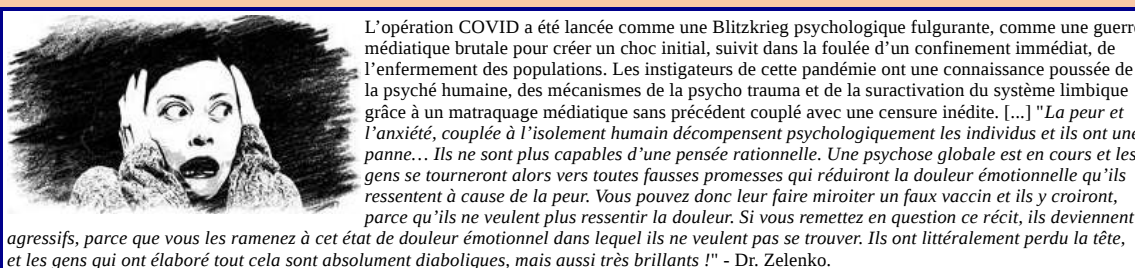 L'opération COVID a été lancée comme une Blitzkrieg psychologique fulgurante, comme une guerre
médiatique brutale pour créer un choc initial, suivit dans la foulée d'un confinement immédiat, de
l'enfermement des populations. Les instigateurs de cette pandémie ont une connaissance poussée de
la psyché humaine, des mécanismes de la psycho trauma et de la suractivation du système limbique
grâce à un matraquage médiatique sans précédent couplé avec une censure inédite. [...] "La peur et
l'anxiété, couplée à l'isolement humain décompensent psychologiquement les individus et ils ont une
panne… Ils ne sont plus capables d'une pensée rationnelle. Une psychose globale est en cours et les
gens se tourneront alors vers toutes fausses promesses qui réduiront la douleur émotionnelle qu'ils
ressentent à cause de la peur. Vous pouvez donc leur faire miroiter un faux vaccin et ils y croiront,
parce qu'ils ne veulent plus ressentir la douleur. Si vous remettez en question ce récit, ils deviennent
agressifs, parce que vous les ramenez à cet état de douleur émotionnel dans lequel ils ne veulent pas se trouver. Ils ont littéralement perdu la tête,
et les gens qui ont élaboré tout cela sont absolument diaboliques, mais aussi très brillants !" - Dr. Zelenko.